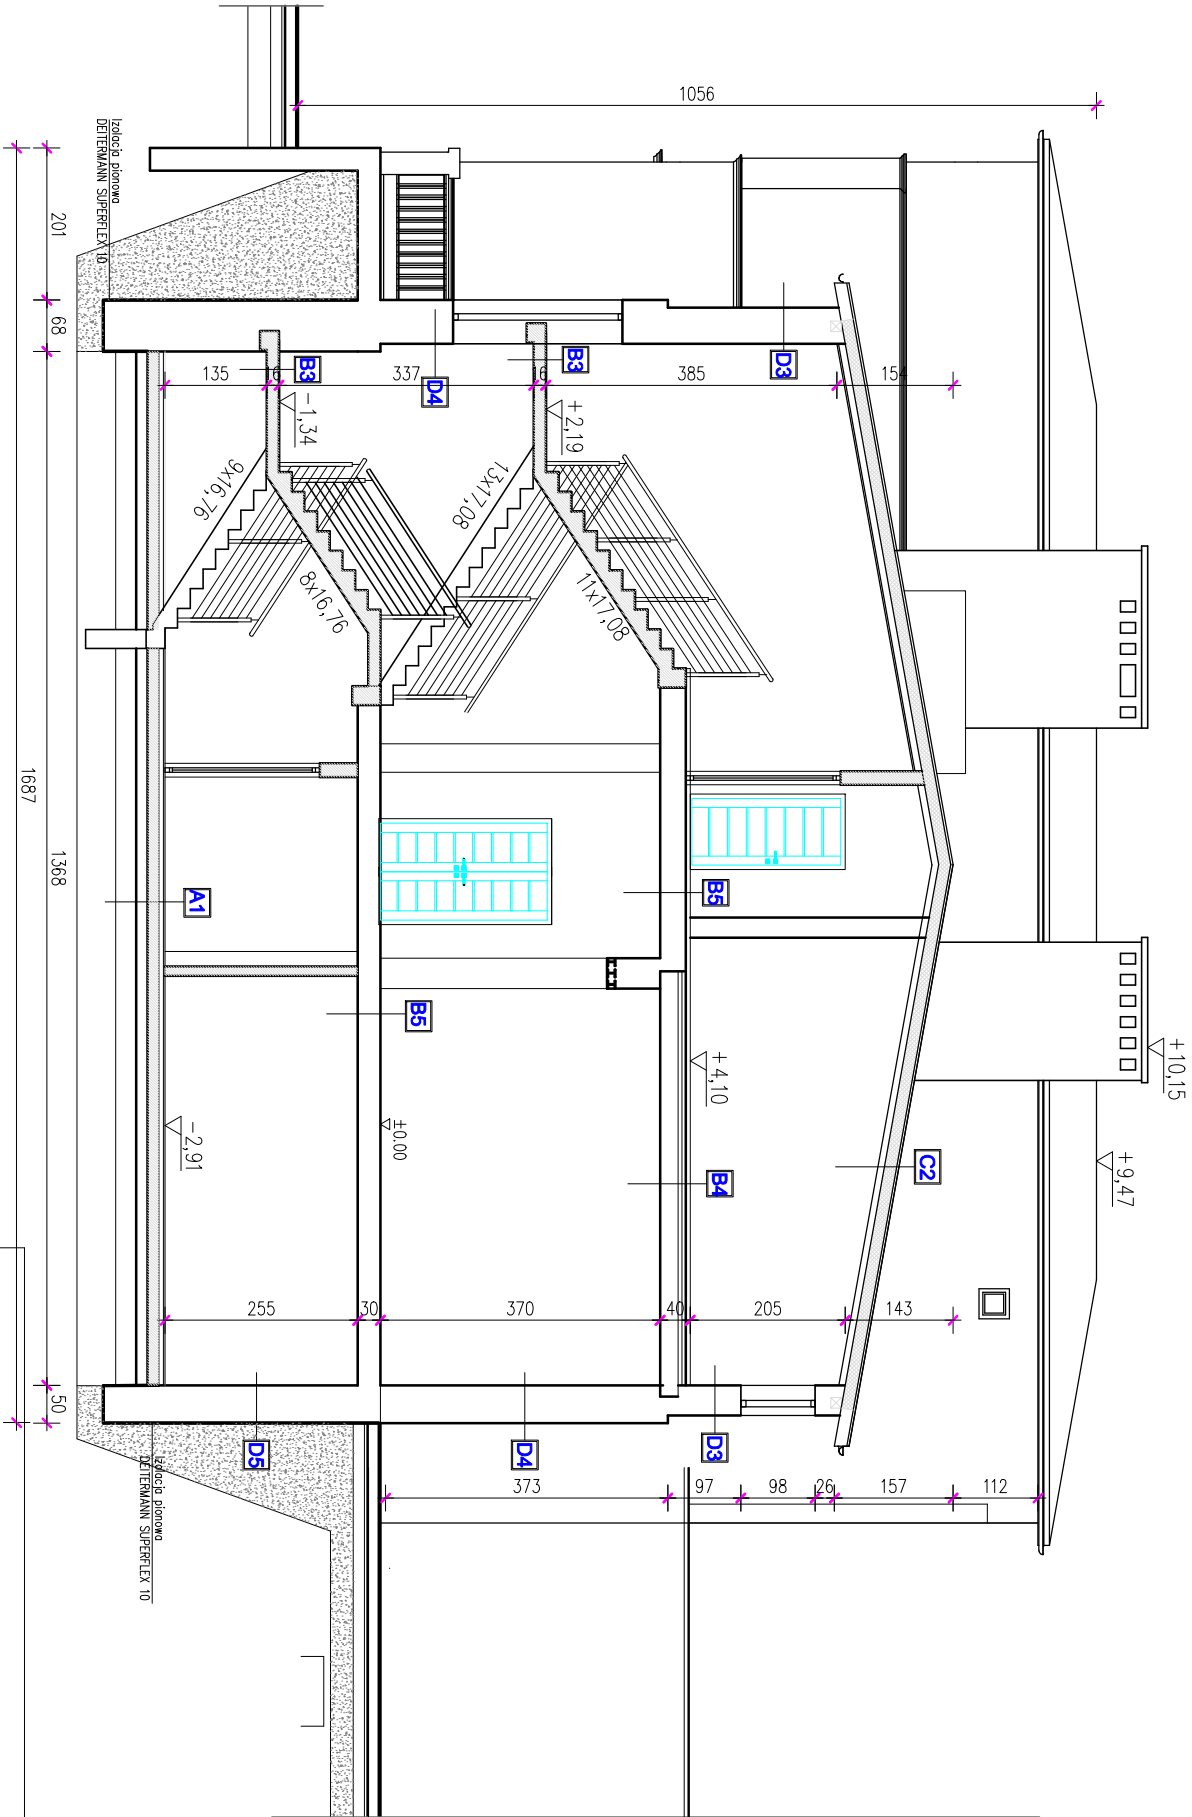 1056
+10,15
+9,47
C2
D3
154
385
16
B3
+2,19
11x17,08
13x17,08
337
D4
16
B3
-1,34
8x16,76
9x16,76
135
B5
B5
A1
+4,10
B4
±0.00
-2,91
143
205
40
370
30
255
D3
D4
D5
112
157
26
98
97
373
Izolacja pionowa
DEITERMANN SUPERFLEX 10
Izolacja pionowa
DEITERMANN SUPERFLEX 10
201
68
1368
50
1687